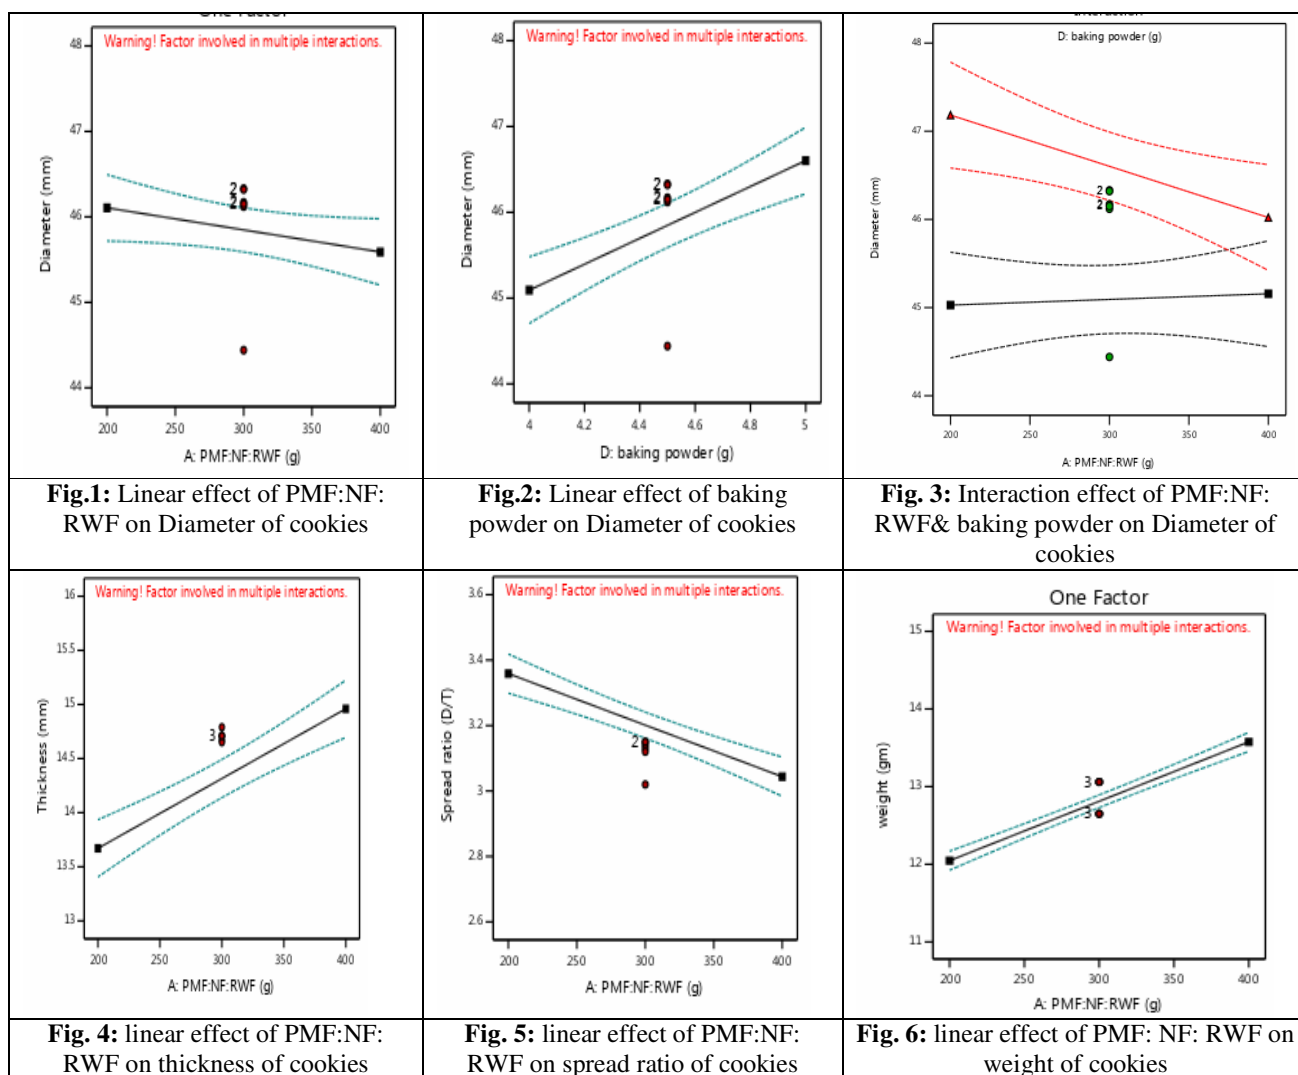 One Factor
Warning! Factor involved in multiple interactions.
48
47
46
45
44
Diameter (mm)
2
2
200
250
300
350
400
A: PMF:NF:RWF (g)
Fig.1: Linear effect of PMF:NF:
RWF on Diameter of cookies
Warning! Factor involved in multiple interactions.
48
47
46
45
44
Diameter (mm)
2
2
4
4.2
4.4
4.6
4.8
5
D: baking powder (g)
Fig.2: Linear effect of baking
powder on Diameter of cookies
Interaction
D: baking powder (g)
48
47
46
45
44
Diameter (mm)
2
2
200
250
300
350
400
A: PMF:NF:RWF (g)
Fig. 3: Interaction effect of PMF:NF:
RWF& baking powder on Diameter of
cookies
Warning! Factor involved in multiple interactions.
16
15.5
15
14.5
14
13.5
13
Thickness (mm)
3
200
250
300
350
400
A: PMF:NF:RWF (g)
Fig. 4: linear effect of PMF:NF:
RWF on thickness of cookies
Warning! Factor involved in multiple interactions.
3.6
3.4
3.2
3
2.8
2.6
Spread ratio (D/T)
2
200
250
300
350
400
A: PMF:NF:RWF (g)
Fig. 5: linear effect of PMF:NF:
RWF on spread ratio of cookies
One Factor
Warning! Factor involved in multiple interactions.
15
14
13
12
11
weight (gm)
3
3
200
250
300
350
400
A: PMF:NF:RWF (g)
Fig. 6: linear effect of PMF: NF: RWF on
weight of cookies